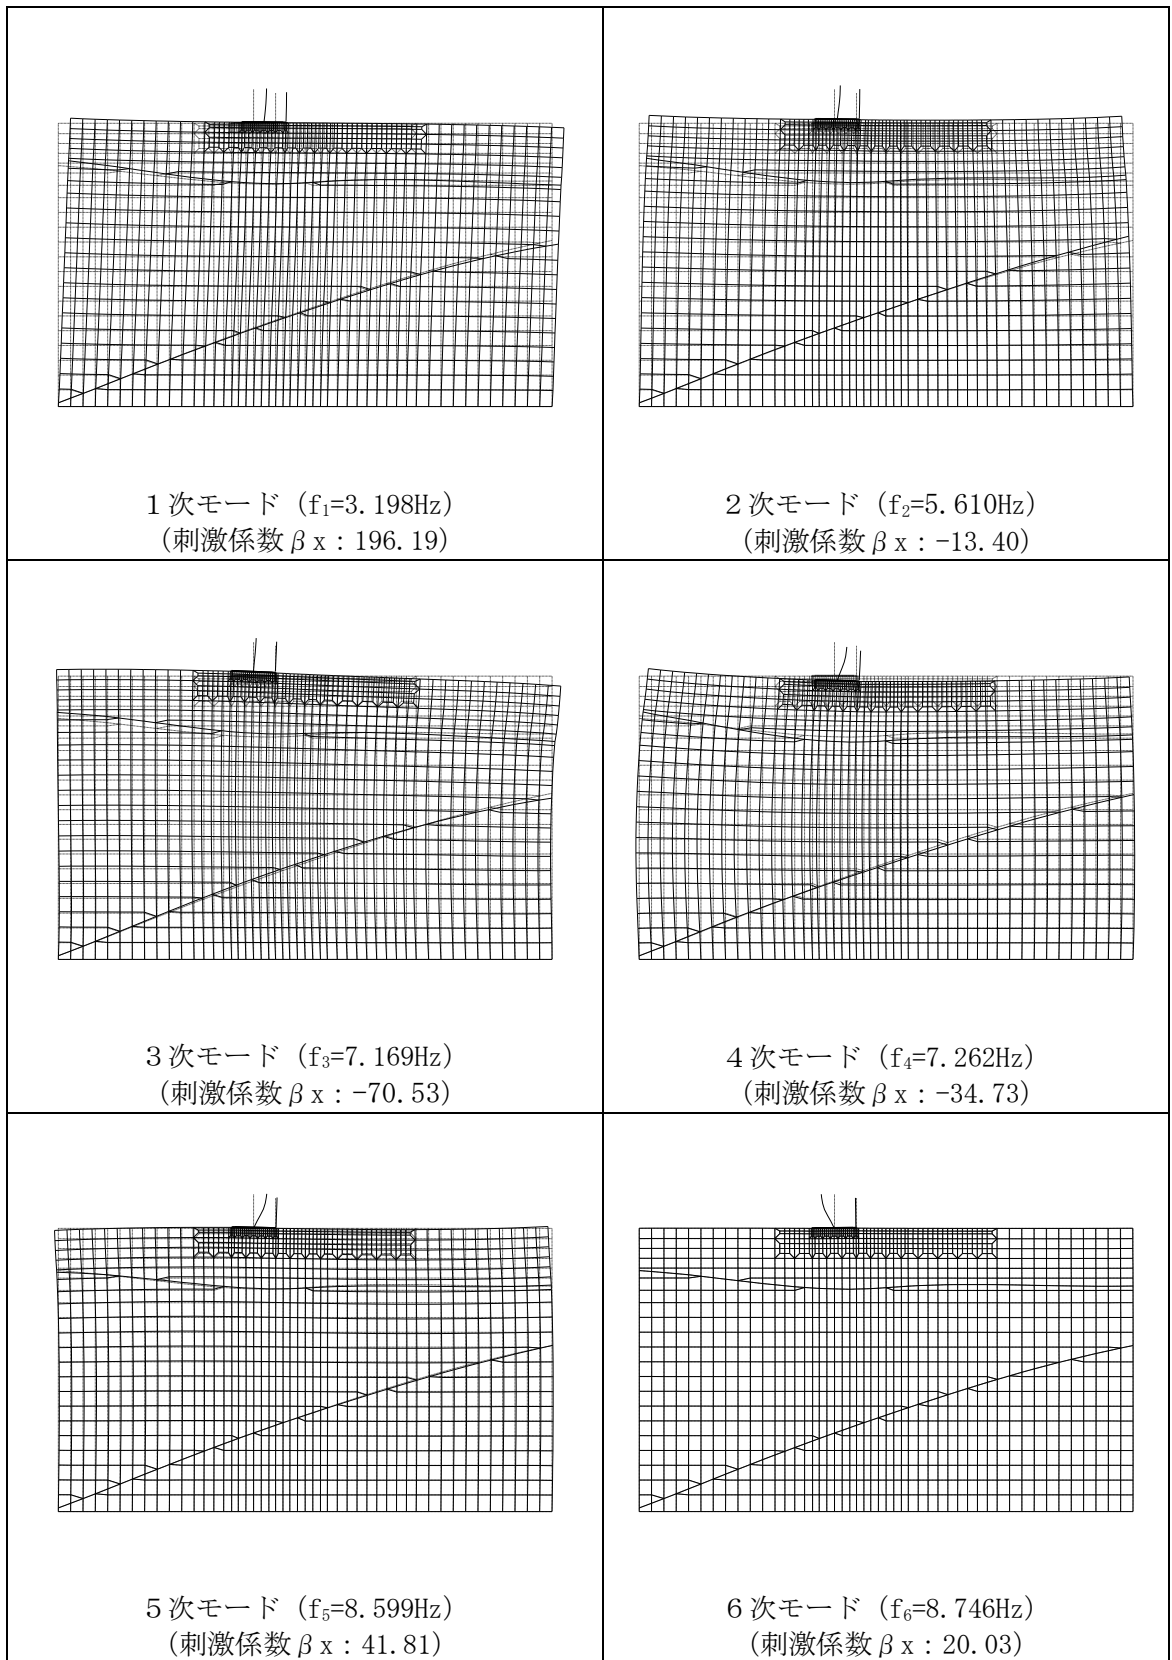 1次モード (f₁=3.198Hz)
(刺激係数βx：196.19)
2次モード (f₂=5.610Hz)
(刺激係数βx：-13.40)
3次モード (f₃=7.169Hz)
(刺激係数βx：-70.53)
4次モード (f₄=7.262Hz)
(刺激係数βx：-34.73)
5次モード (f₅=8.599Hz)
(刺激係数βx：41.81)
6次モード (f₆=8.746Hz)
(刺激係数βx：20.03)